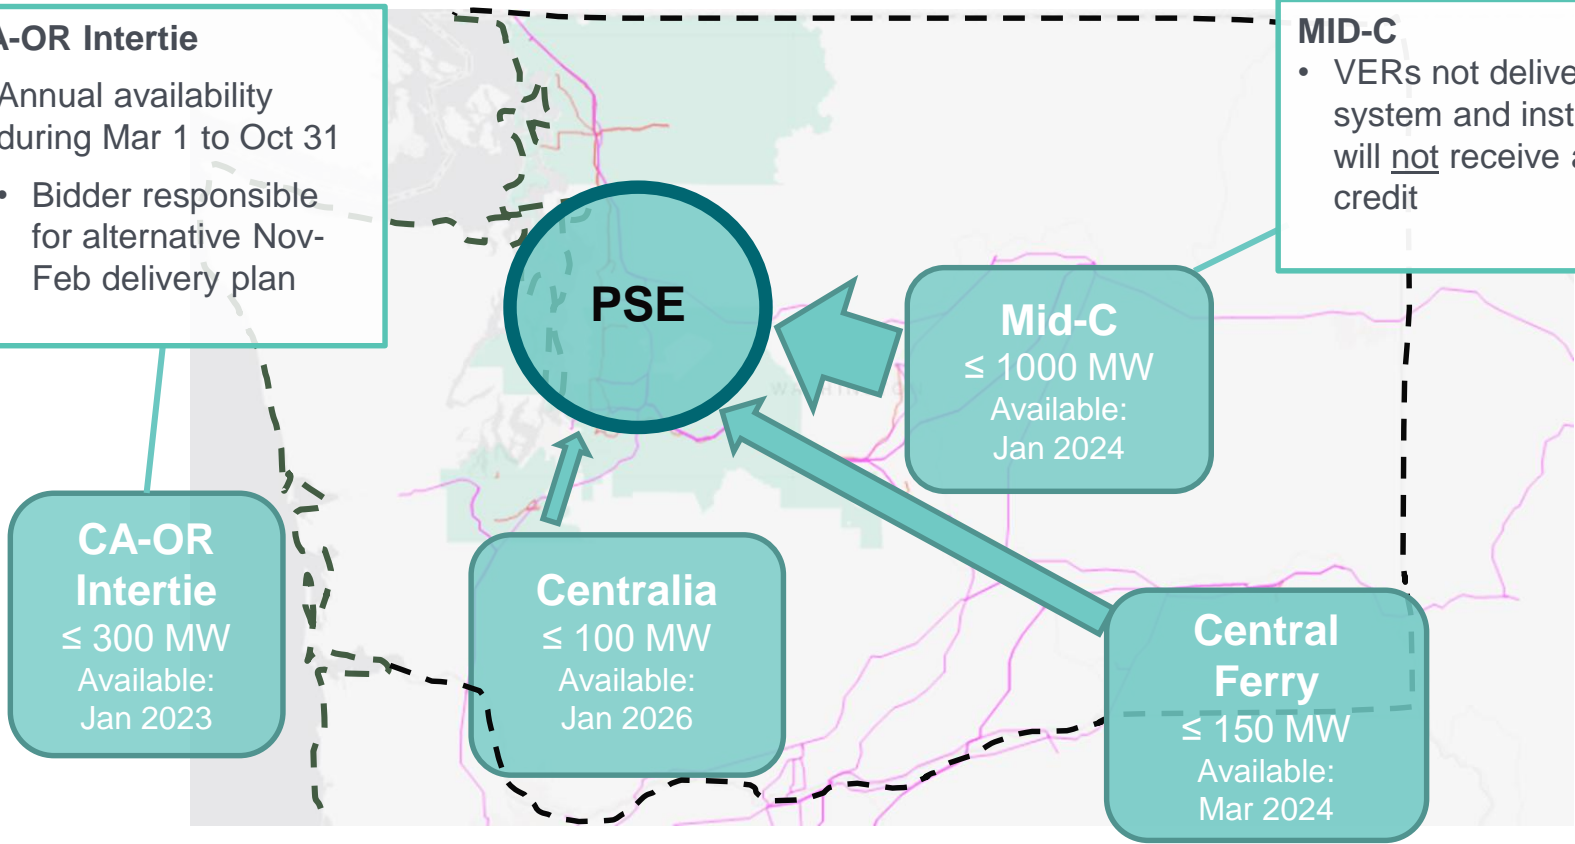 A-OR Intertie
Annual availability
during Mar 1 to Oct 31
• Bidder responsible
for alternative Nov-
Feb delivery plan
MID-C
• VERs not delive
system and inst
will not receive a
credit
PSE
Mid-C
≤ 1000 MW
Available:
Jan 2024
CA-OR
Intertie
≤ 300 MW
Available:
Jan 2023
Centralia
≤ 100 MW
Available:
Jan 2026
Central
Ferry
≤ 150 MW
Available:
Mar 2024